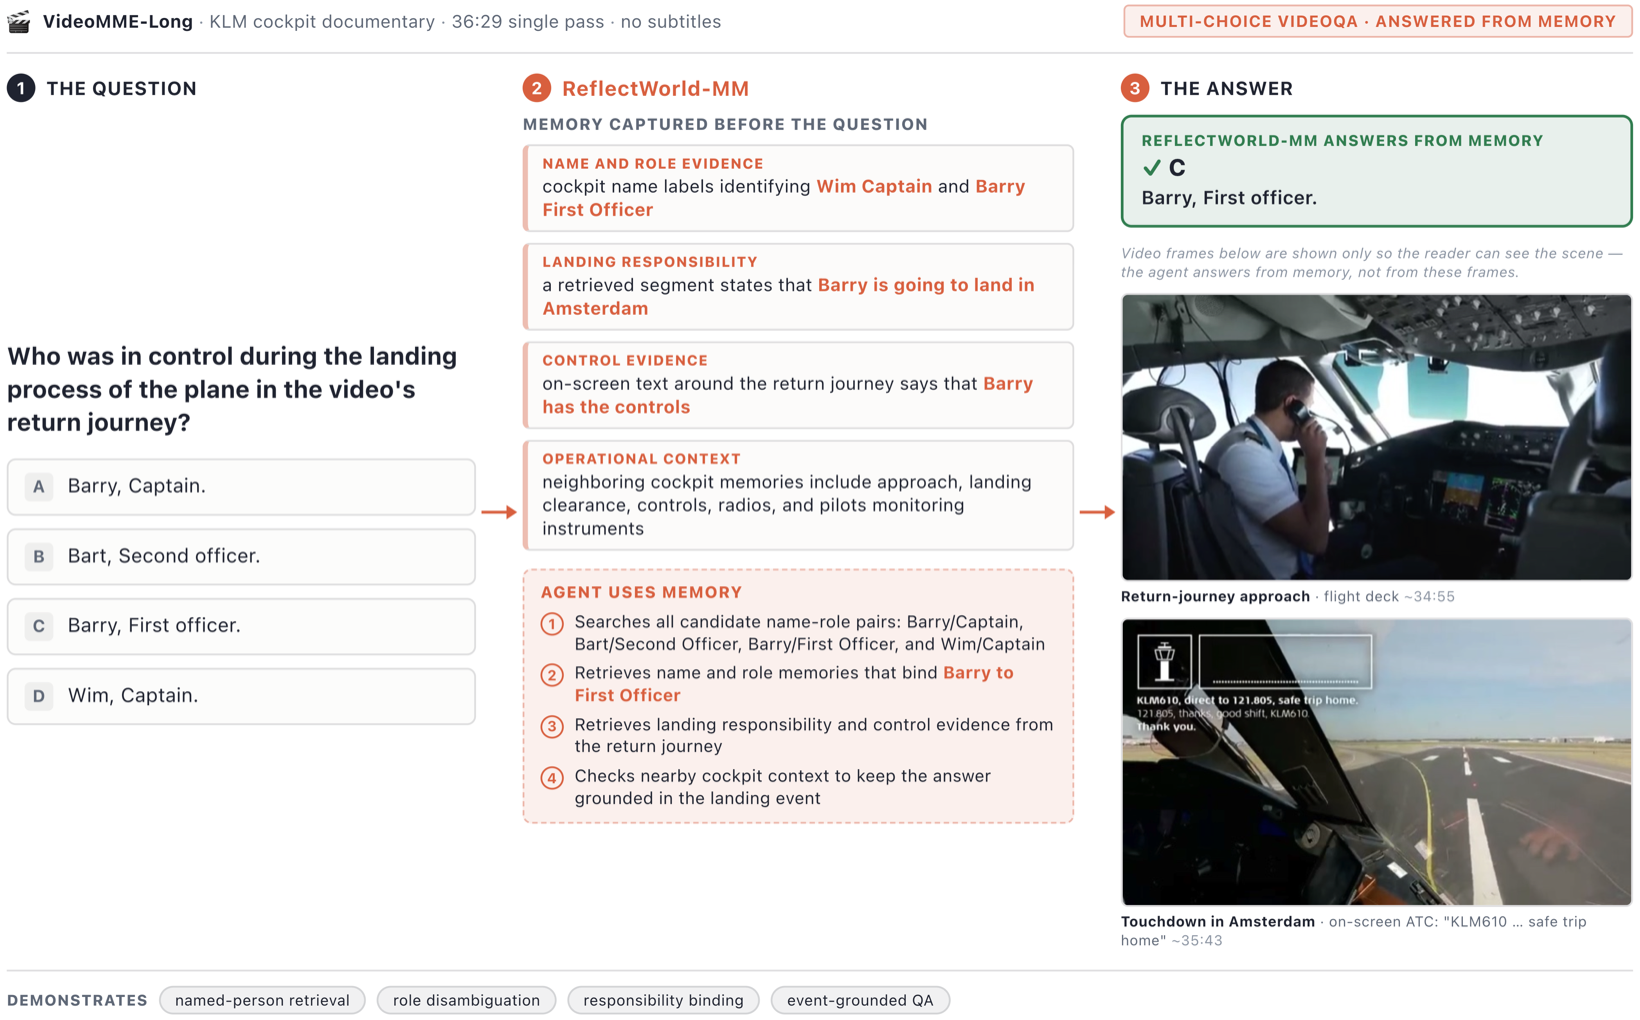 VideoMME-Long · KLM cockpit documentary · 36:29 single pass · no subtitles
MULTI-CHOICE VIDEOQA · ANSWERED FROM MEMORY
1 THE QUESTION
Who was in control during the landing
process of the plane in the video's
return journey?
A Barry, Captain.
B Bart, Second officer.
C Barry, First officer.
D Wim, Captain.
2 ReflectWorld-MM
MEMORY CAPTURED BEFORE THE QUESTION
NAME AND ROLE EVIDENCE
cockpit name labels identifying Wim Captain and Barry
First Officer
LANDING RESPONSIBILITY
a retrieved segment states that Barry is going to land in
Amsterdam
CONTROL EVIDENCE
on-screen text around the return journey says that Barry
has the controls
OPERATIONAL CONTEXT
neighboring cockpit memories include approach, landing
clearance, controls, radios, and pilots monitoring
instruments
AGENT USES MEMORY
1 Searches all candidate name-role pairs: Barry/Captain,
Bart/Second Officer, Barry/First Officer, and Wim/Captain
2 Retrieves name and role memories that bind Barry to
First Officer
3 Retrieves landing responsibility and control evidence from
the return journey
4 Checks nearby cockpit context to keep the answer
grounded in the landing event
3 THE ANSWER
REFLECTWORLD-MM ANSWERS FROM MEMORY
✓ C
Barry, First officer.
Video frames below are shown only so the reader can see the scene —
the agent answers from memory, not from these frames.
Return-journey approach · flight deck ~34:55
KLM610, direct to 121.805, safe trip home.
121.805, thanks, good shift, KLM610.
Thank you.
Touchdown in Amsterdam · on-screen ATC: "KLM610 ... safe trip
home" ~35:43
DEMONSTRATES
named-person retrieval
role disambiguation
responsibility binding
event-grounded QA